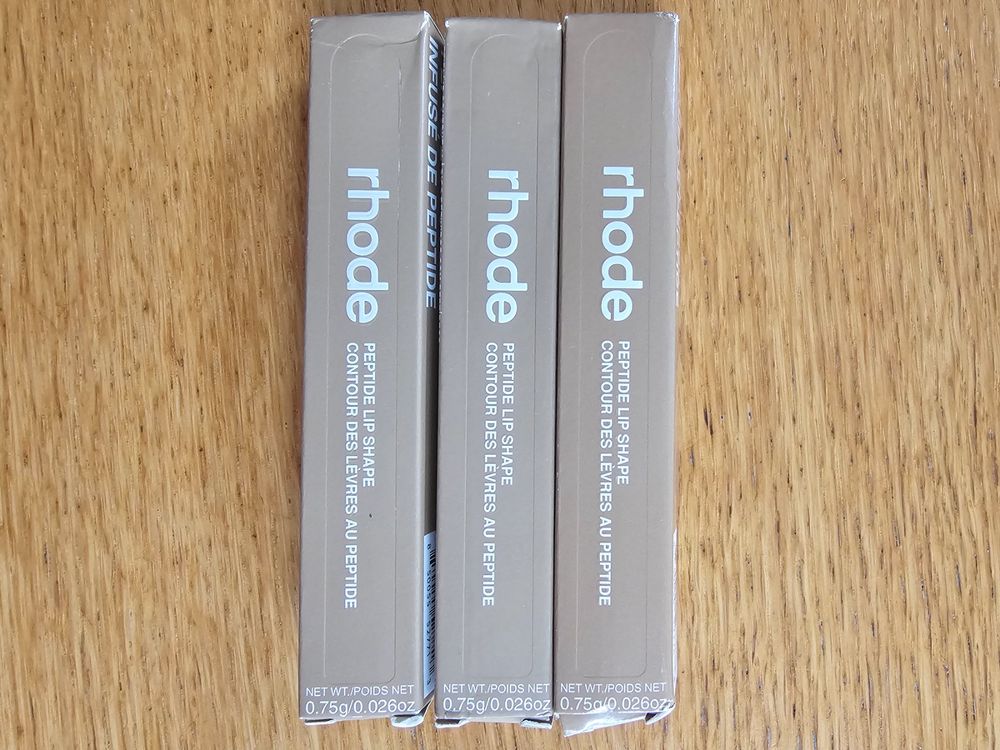 INFUSÉ DE PEPTIDE
rhode
PEPTIDE LIP SHAPE
CONTOUR DES LÈVRES AU PEPTIDE
NET WT./POIDS NET
0.75g/0.026oz
rhode
PEPTIDE LIP SHAPE
CONTOUR DES LÈVRES AU PEPTIDE
NET WT./POIDS NET
0.75g/0.026oz
rhode
PEPTIDE LIP SHAPE
CONTOUR DES LÈVRES AU PEPTIDE
NET WT./POIDS NET
0.75g/0.026oz